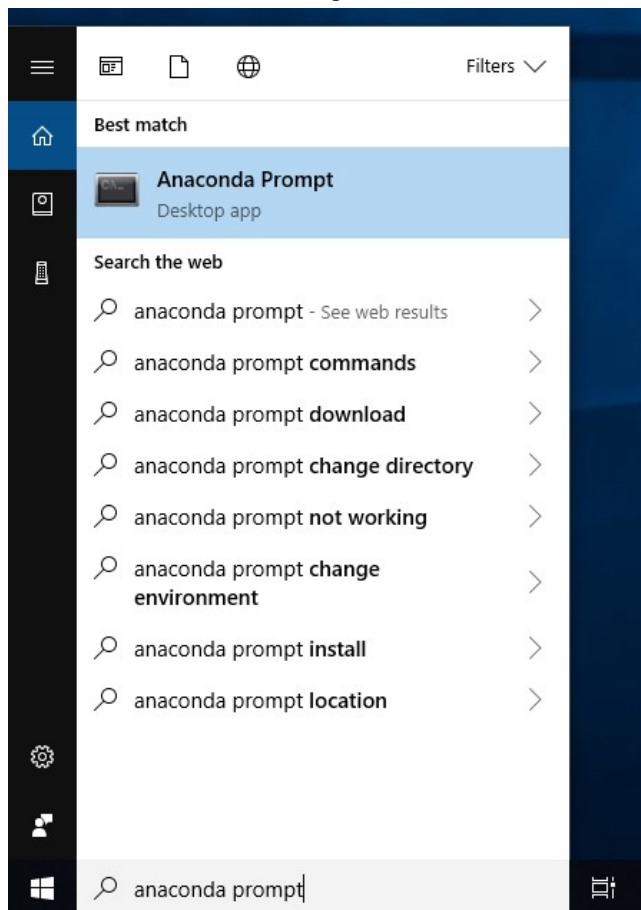 Filters
Best match
Anaconda Prompt
Desktop app
Search the web
anaconda prompt - See web results
anaconda prompt commands
anaconda prompt download
anaconda prompt change directory
anaconda prompt not working
anaconda prompt change
environment
anaconda prompt install
anaconda prompt location
anaconda prompt